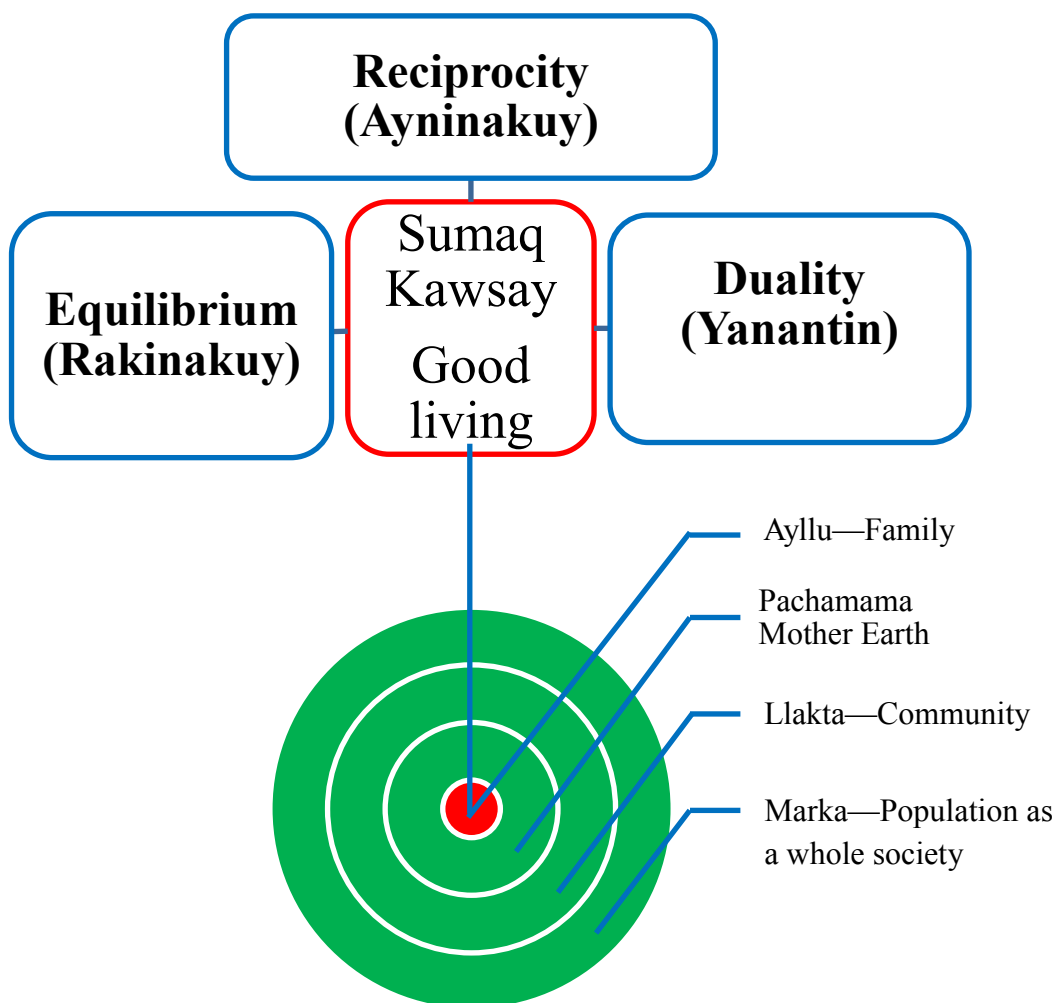 Reciprocity
(Ayninakuy)
Equilibrium
(Rakinakuy)
Sumaq
Kawsay
Good
living
Duality
(Yanantin)
Ayllu—Family
Pachamama
Mother Earth
Llakta—Community
Marka—Population as
a whole society